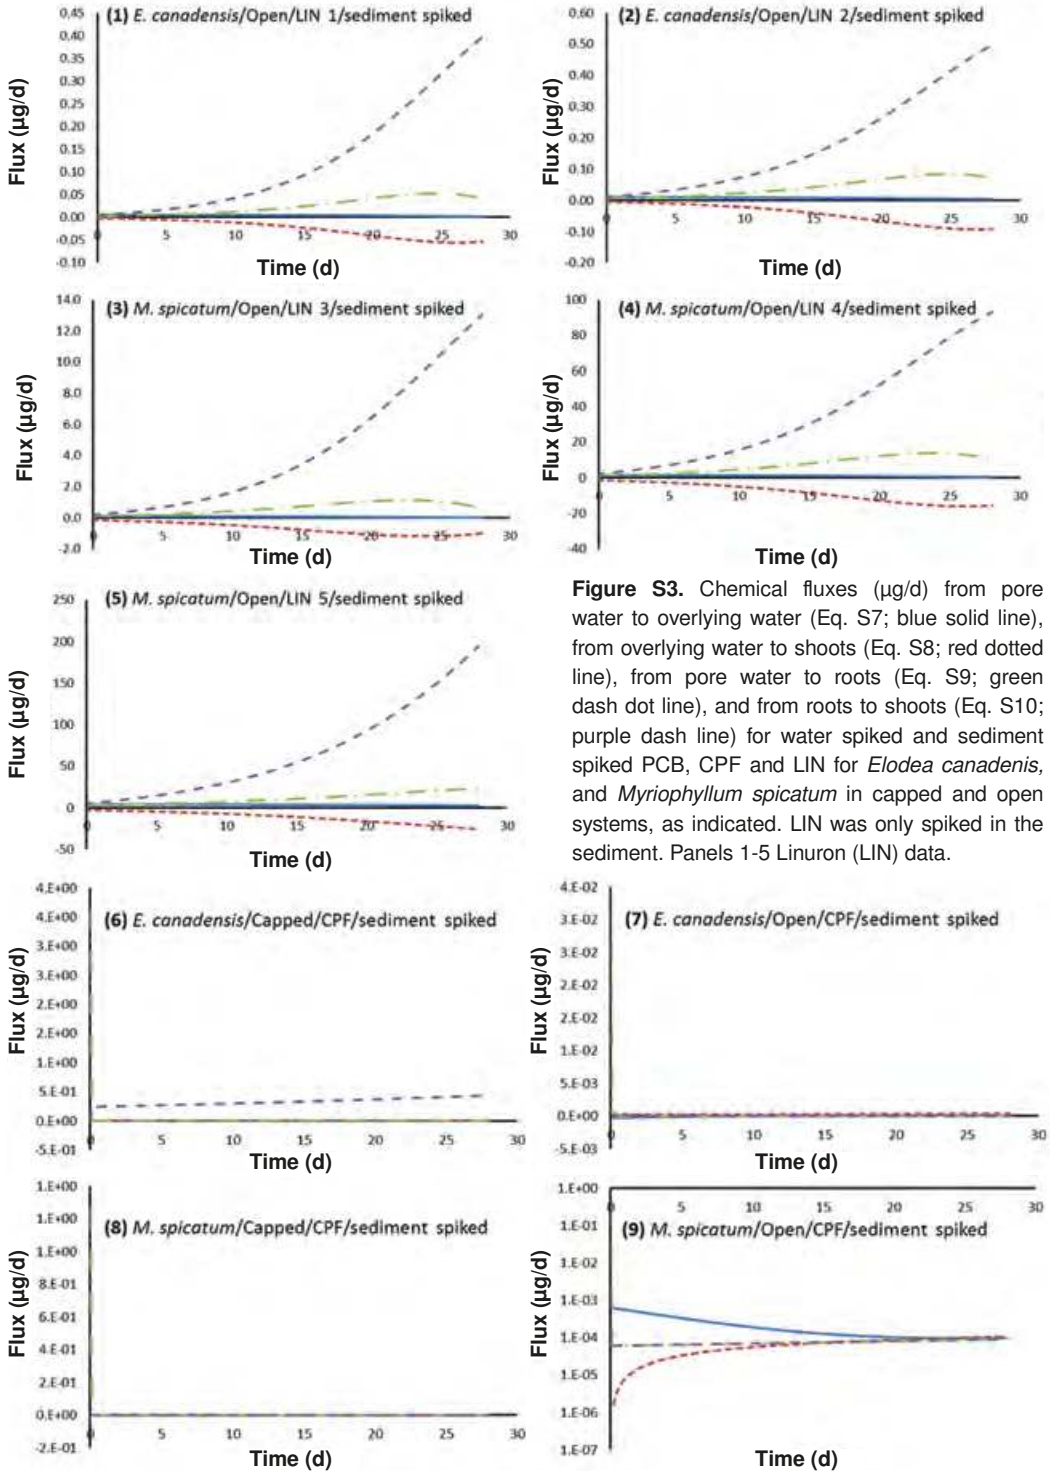 (1) E. canadensis/Open/LIN 1/sediment spiked
0.45
0.40
0.35
0.30
0.25
0.20
0.15
0.10
0.05
0.00
-0.05
-0.10
Flux (µg/d)
0 5 10 15 20 25 30
Time (d)
(2) E. canadensis/Open/LIN 2/sediment spiked
0.60
0.50
0.40
0.30
0.20
0.10
0.00
-0.10
-0.20
Flux (µg/d)
0 5 10 15 20 25 30
Time (d)
(3) M. spicatum/Open/LIN 3/sediment spiked
14.0
12.0
10.0
8.0
6.0
4.0
2.0
0.0
-2.0
Flux (µg/d)
0 5 10 15 20 25 30
Time (d)
(4) M. spicatum/Open/LIN 4/sediment spiked
100
80
60
40
20
0
-20
-40
Flux (µg/d)
0 5 10 15 20 25 30
Time (d)
(5) M. spicatum/Open/LIN 5/sediment spiked
250
200
150
100
50
0
-50
Flux (µg/d)
0 5 10 15 20 25 30
Time (d)
Figure S3. Chemical fluxes (µg/d) from pore
water to overlying water (Eq. S7; blue solid line),
from overlying water to shoots (Eq. S8; red dotted
line), from pore water to roots (Eq. S9; green
dash dot line), and from roots to shoots (Eq. S10;
purple dash line) for water spiked and sediment
spiked PCB, CPF and LIN for Elodea canadenis,
and Myriophyllum spicatum in capped and open
systems, as indicated. LIN was only spiked in the
sediment. Panels 1-5 Linuron (LIN) data.
(6) E. canadensis/Capped/CPF/sediment spiked
4.E+00
4.E+00
3.E+00
3.E+00
2.E+00
2.E+00
1.E+00
5.E-01
0.E+00
-5.E-01
Flux (µg/d)
0 5 10 15 20 25 30
Time (d)
(7) E. canadensis/Open/CPF/sediment spiked
4.E-02
3.E-02
3.E-02
2.E-02
2.E-02
1.E-02
5.E-03
0.E+00
-5.E-03
Flux (µg/d)
0 5 10 15 20 25 30
Time (d)
(8) M. spicatum/Capped/CPF/sediment spiked
1.E+00
1.E+00
1.E+00
8.E-01
6.E-01
4.E-01
2.E-01
0.E+00
-2.E-01
Flux (µg/d)
0 5 10 15 20 25 30
Time (d)
(9) M. spicatum/Open/CPF/sediment spiked
1.E+00
1.E-01
1.E-02
1.E-03
1.E-04
1.E-05
1.E-06
1.E-07
Flux (µg/d)
0 5 10 15 20 25 30
Time (d)